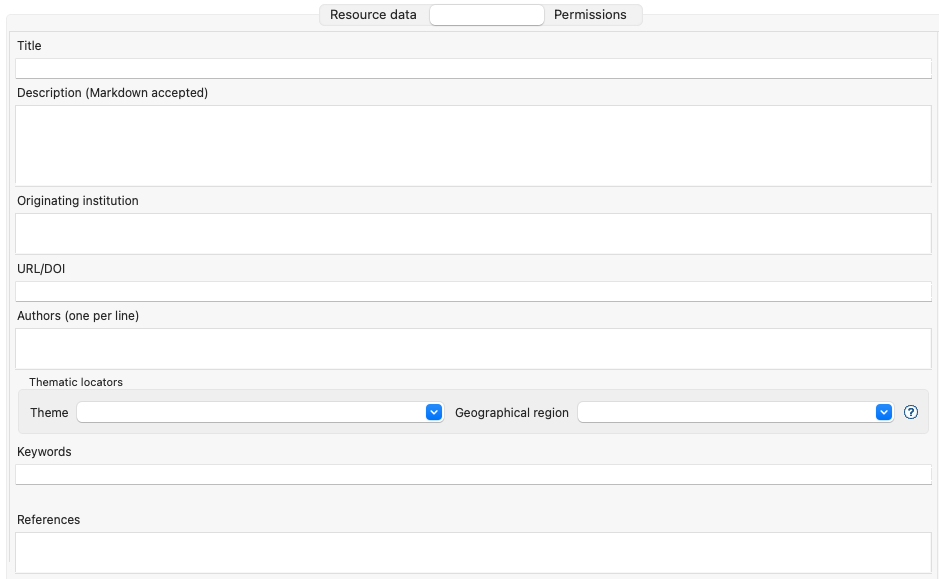 Resource data
Permissions
Title
Description (Markdown accepted)
Originating institution
URL/DOI
Authors (one per line)
Thematic locators
Theme
Geographical region
?
Keywords
References